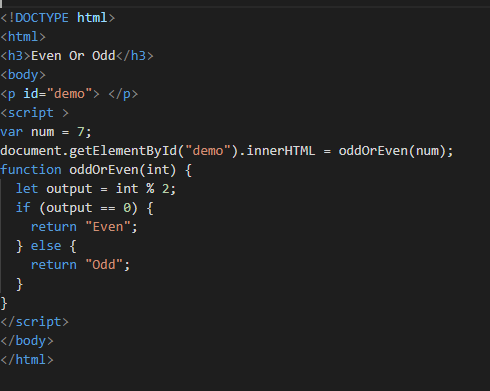 <!DOCTYPE html>
<html>
<h3>Even Or Odd</h3>
<body>
<p id="demo"> </p>
<script >
var num = 7;
document.getElementById("demo").innerHTML = oddOrEven(num);
function oddOrEven(int) {
  let output = int % 2;
  if (output == 0) {
    return "Even";
  } else {
    return "Odd";
  }
}
</script>
</body>
</html>